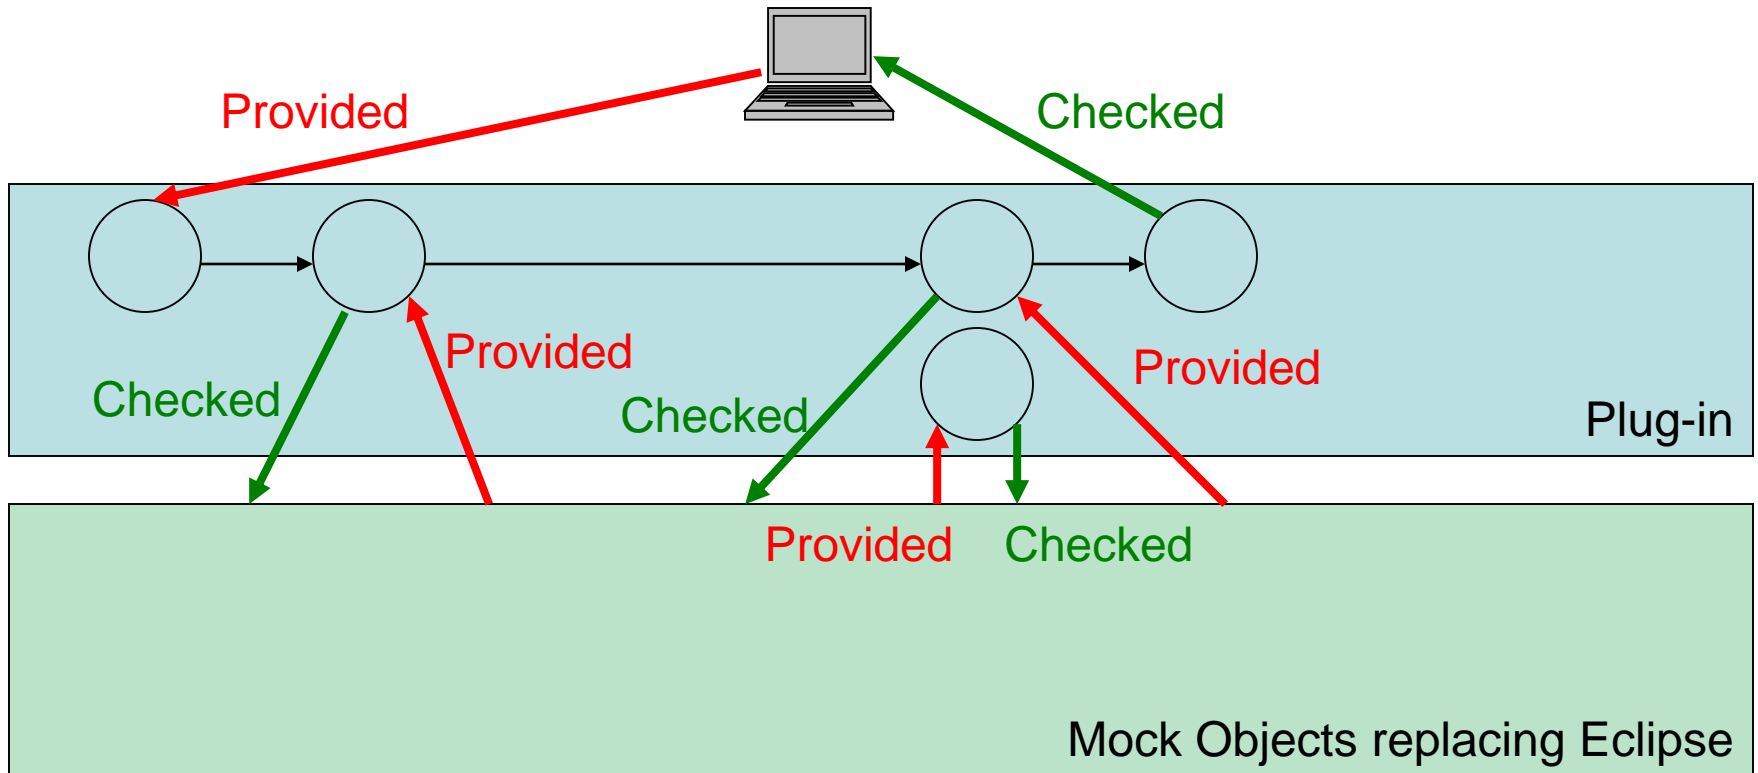 Provided
Checked
Provided
Provided
Checked
Checked
Plug-in
Provided
Checked
Mock Objects replacing Eclipse